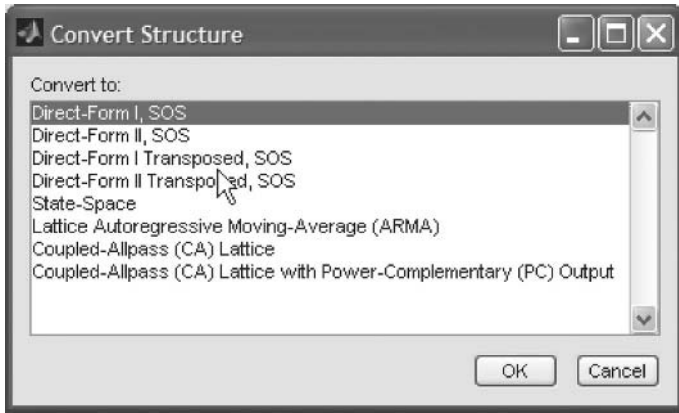 Convert Structure
Convert to:
Direct-Form I, SOS
Direct-Form II, SOS
Direct-Form I Transposed, SOS
Direct-Form II Transposed, SOS
State-Space
Lattice Autoregressive Moving-Average (ARMA)
Coupled-Allpass (CA) Lattice
Coupled-Allpass (CA) Lattice with Power-Complementary (PC) Output
OK Cancel